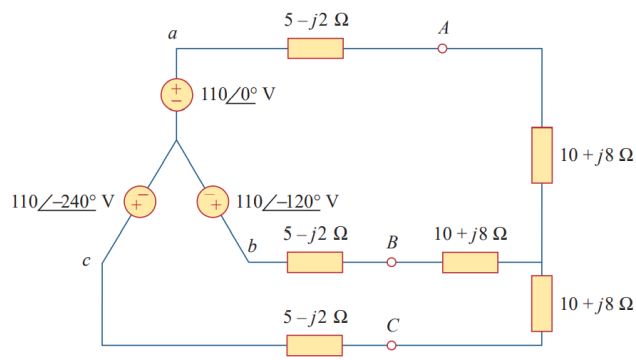 5 – j2 Ω
a
A
+
–
110∠0° V
10 + j8 Ω
110∠–240° V
–
+
–
+
110∠–120° V
10 + j8 Ω
5 – j2 Ω
B
b
c
10 + j8 Ω
5 – j2 Ω
C